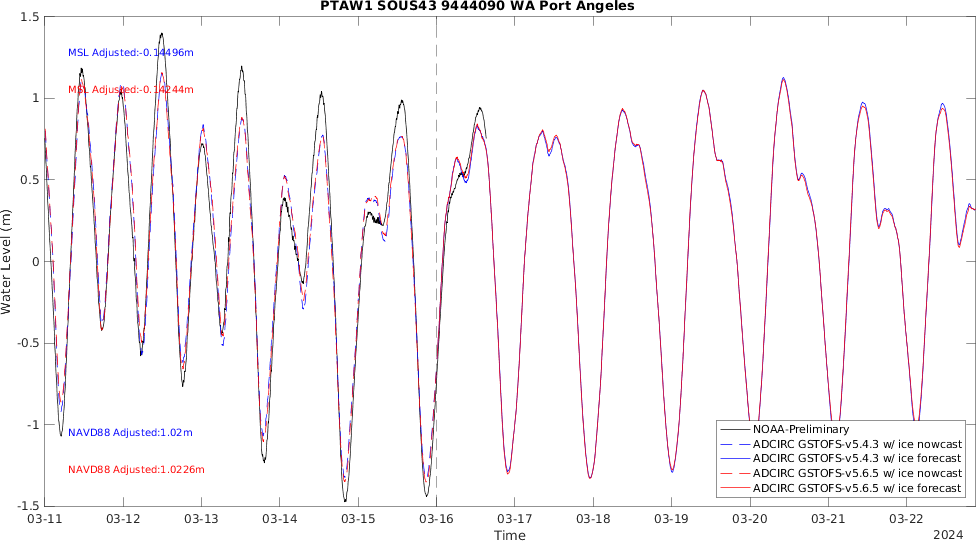 PTAW1 SOUS43 9444090 WA Port Angeles
1.5
MSL Adjusted:-0.14496m
MSL Adjusted:-0.14244m
1
0.5
0
-0.5
-1
-1.5
Water Level (m)
NAVD88 Adjusted:1.02m
NAVD88 Adjusted:1.0226m
NOAA-Preliminary
ADCIRC GSTOFS-v5.4.3 w/ ice nowcast
ADCIRC GSTOFS-v5.4.3 w/ ice forecast
ADCIRC GSTOFS-v5.6.5 w/ ice nowcast
ADCIRC GSTOFS-v5.6.5 w/ ice forecast
03-11 03-12 03-13 03-14 03-15 03-16 03-17 03-18 03-19 03-20 03-21 03-22
Time
2024